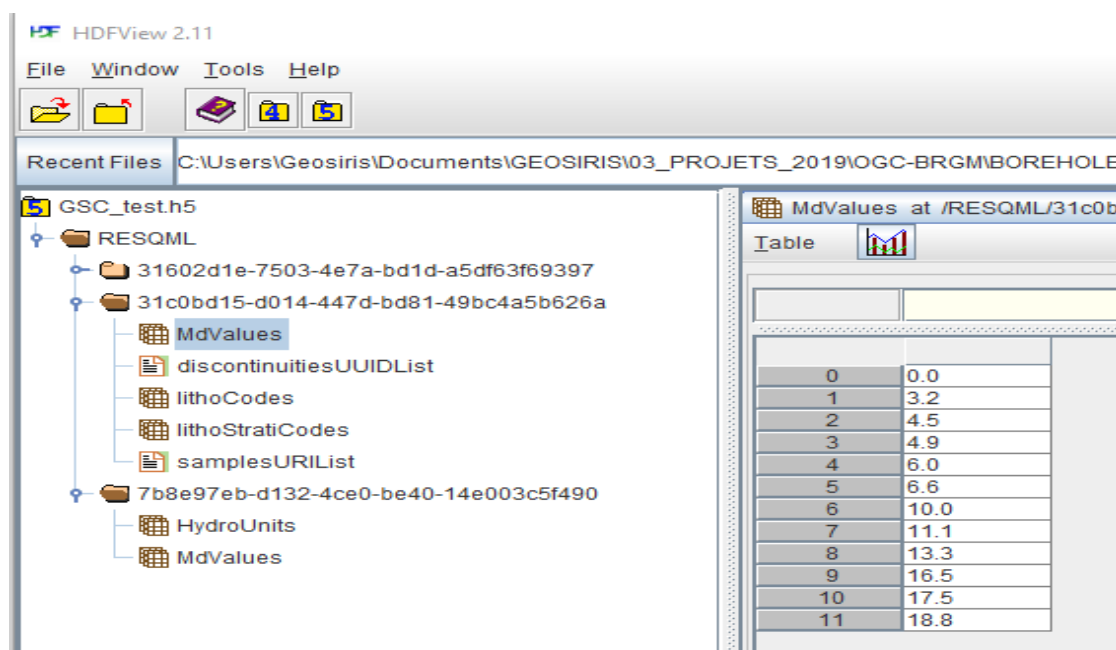 HDFView 2.11
File Window Tools Help
4 5
Recent Files C:\Users\Geosiris\Documents\GEOSIRIS\03_PROJETS_2019\OGC-BRGM\BOREHOLE
5 GSC_test.h5
RESQML
31602d1e-7503-4e7a-bd1d-a5df63f69397
31c0bd15-d014-447d-bd81-49bc4a5b626a
MdValues
discontinuitiesUUIDList
lithoCodes
lithoStratiCodes
samplesURIList
7b8e97eb-d132-4ce0-be40-14e003c5f490
HydroUnits
MdValues
MdValues at /RESQML/31c0b
Table
0 0.0
1 3.2
2 4.5
3 4.9
4 6.0
5 6.6
6 10.0
7 11.1
8 13.3
9 16.5
10 17.5
11 18.8